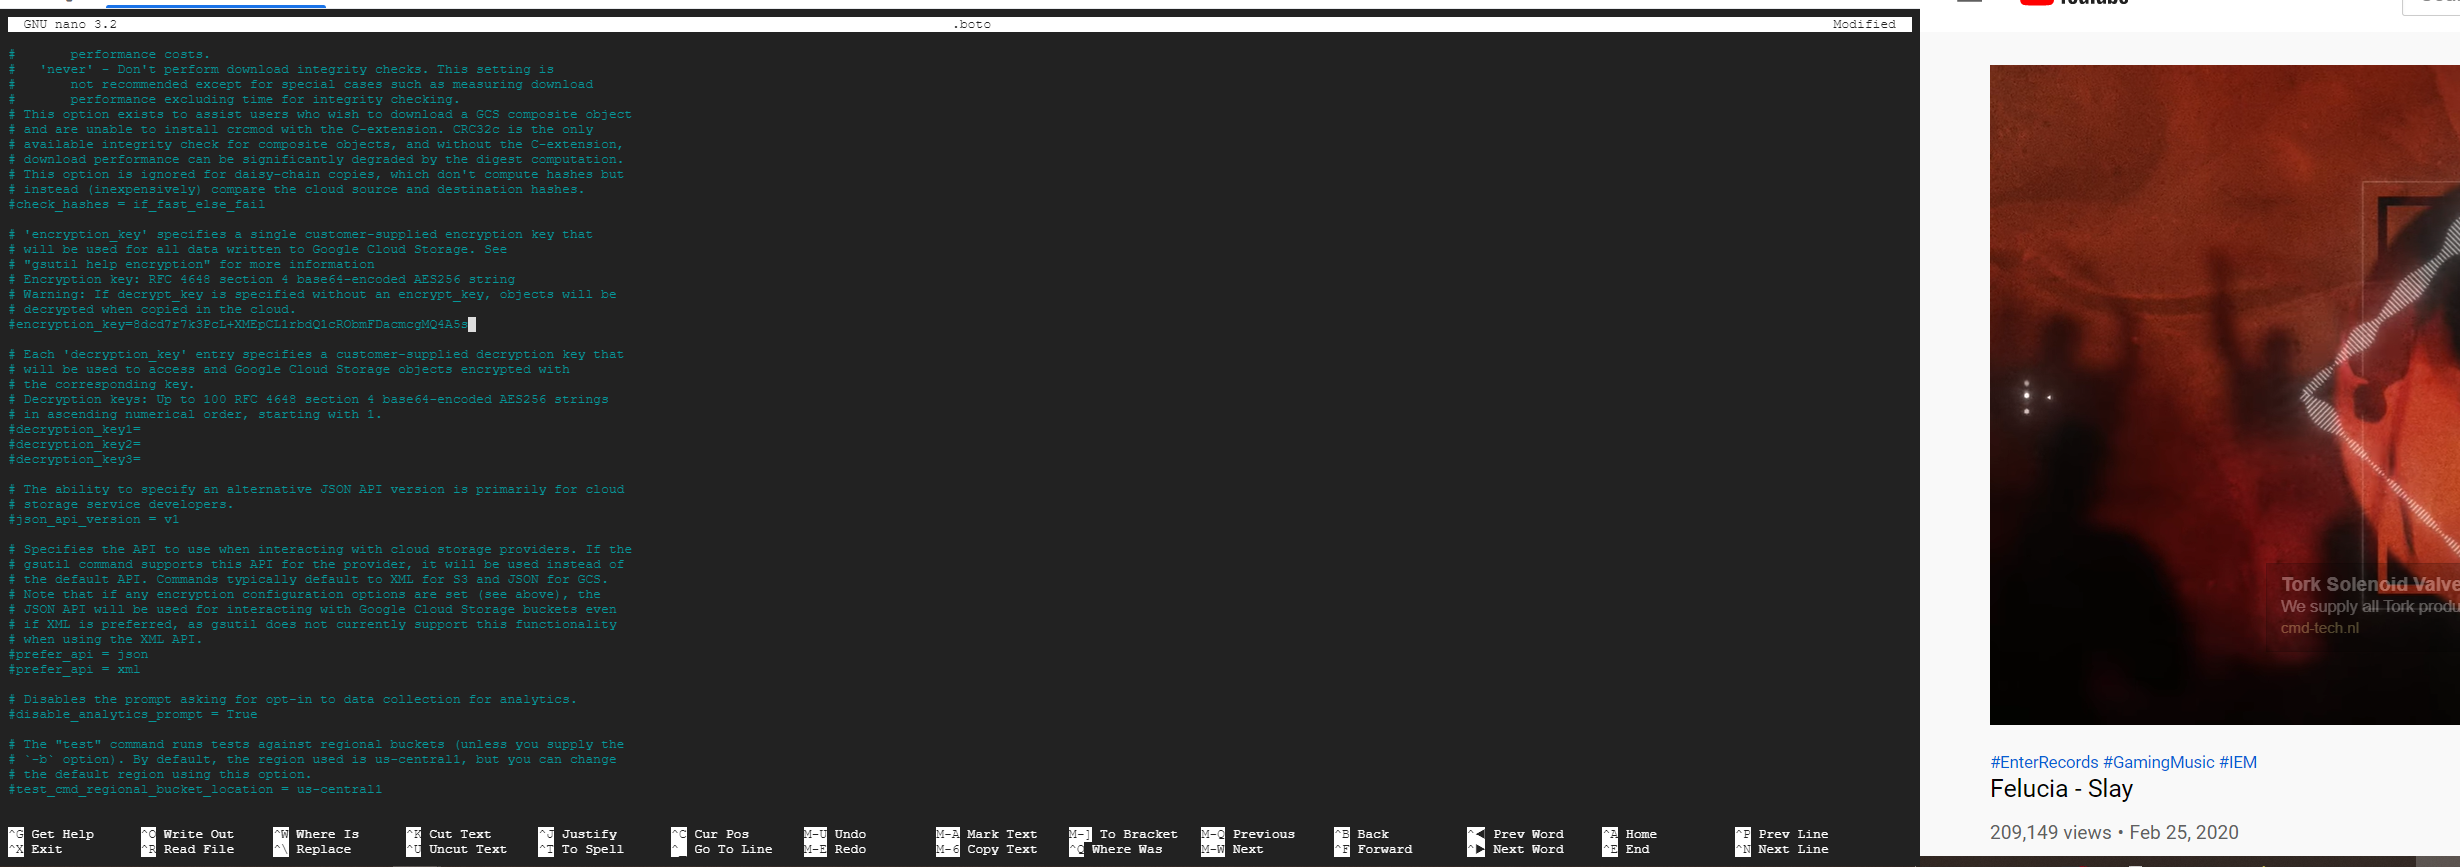 GNU nano 3.2 .boto Modified
# performance costs.
# 'never' - Don't perform download integrity checks. This setting is
# not recommended except for special cases such as measuring download
# performance excluding time for integrity checking.
# This option exists to assist users who wish to download a GCS composite object
# and are unable to install crcmod with the C-extension. CRC32c is the only
# available integrity check for composite objects, and without the C-extension,
# download performance can be significantly degraded by the digest computation.
# This option is ignored for daisy-chain copies, which don't compute hashes but
# instead (inexpensively) compare the cloud source and destination hashes.
#check_hashes = if_fast_else_fail
# 'encryption_key' specifies a single customer-supplied encryption key that
# will be used for all data written to Google Cloud Storage. See
# "gsutil help encryption" for more information
# Encryption key: RFC 4648 section 4 base64-encoded AES256 string
# Warning: If decrypt_key is specified without an encrypt_key, objects will be
# decrypted when copied in the cloud.
#encryption_key=8dcd7r7k3PcL+XMEpCL1rbdQ1cRObmFDacmcgMQ4A5s
# Each 'decryption_key' entry specifies a customer-supplied decryption key that
# will be used to access and Google Cloud Storage objects encrypted with
# the corresponding key.
# Decryption keys: Up to 100 RFC 4648 section 4 base64-encoded AES256 strings
# in ascending numerical order, starting with 1.
#decryption_key1=
#decryption_key2=
#decryption_key3=
# The ability to specify an alternative JSON API version is primarily for cloud
# storage service developers.
#json_api_version = v1
# Specifies the API to use when interacting with cloud storage providers. If the
# gsutil command supports this API for the provider, it will be used instead of
# the default API. Commands typically default to XML for S3 and JSON for GCS.
# Note that if any encryption configuration options are set (see above), the
# JSON API will be used for interacting with Google Cloud Storage buckets even
# if XML is preferred, as gsutil does not currently support this functionality
# when using the XML API.
#prefer_api = json
#prefer_api = xml
# Disables the prompt asking for opt-in to data collection for analytics.
#disable_analytics_prompt = True
# The "test" command runs tests against regional buckets (unless you supply the
# `-b` option). By default, the region used is us-central1, but you can change
# the default region using this option.
#test_cmd_regional_bucket_location = us-central1
^G Get Help ^O Write Out ^W Where Is ^K Cut Text ^J Justify ^C Cur Pos M-U Undo M-A Mark Text M-] To Bracket M-Q Previous ^B Back ^◀ Prev Word ^A Home ^P Prev Line
^X Exit ^R Read File ^\ Replace ^U Uncut Text ^T To Spell ^_ Go To Line M-E Redo M-6 Copy Text ^Q Where Was M-W Next ^F Forward ^▶ Next Word ^E End ^N Next Line
YouTube
Tork Solenoid Valve
We supply all Tork produ
cmd-tech.nl
#EnterRecords #GamingMusic #IEM
Felucia - Slay
209,149 views • Feb 25, 2020